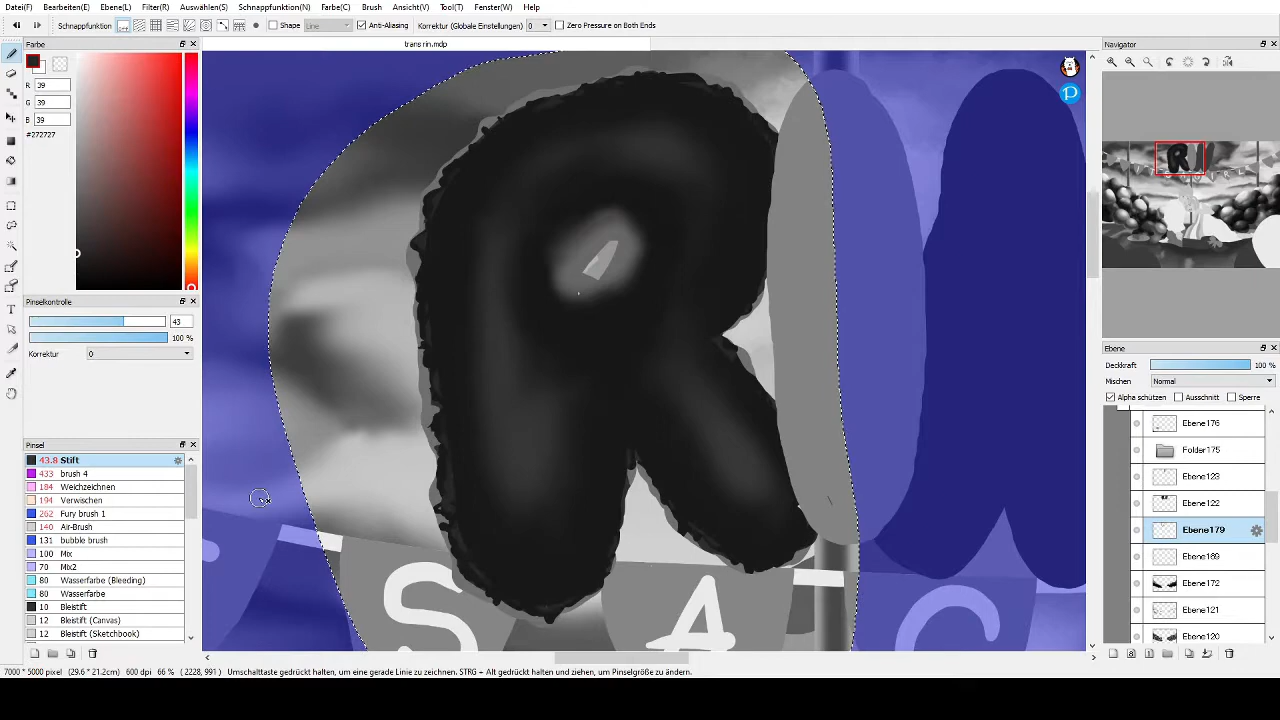 Datei(F) Bearbeiten(E) Ebene(L) Filter(R) Auswählen(S) Schnappfunktion(N) Farbe(C) Brush Ansicht(V) Tool(T) Fenster(W) Hilfe
Schnappfunktion Shape Line Anti-Aliasing Korrektur (Globale Einstellungen) 0 Zero Pressure on Both Ends
Farbe
trans rin.mdp
Navigator
R 39
G 39
B 39
#272727
Pinselkontrolle
43
100 %
Korrektur 0
Pinsel
43.8 Stift
433 brush 4
184 Weichzeichnen
194 Verwischen
262 Fury brush 1
140 Air-Brush
131 bubble brush
100 Mix
70 Mix2
80 Wasserfarbe (Bleeding)
80 Wasserfarbe
10 Bleistift
12 Bleistift (Canvas)
12 Bleistift (Sketchbook)
R
S A C
P
Ebene
Deckkraft 100 %
Mischen Normal
Alpha schützen Ausschnitt Sperre
Ebene176
Folder175
Ebene123
Ebene122
Ebene179
Ebene169
Ebene172
Ebene121
Ebene120
7000 * 5000 pixel (29.6 * 21.2cm) 600 dpi 66 % ( 2228, 991 ) Umschalttaste gedrückt halten, um eine gerade Linie zu zeichnen. STRG + Alt gedrückt halten und ziehen, um Pinselgröße zu ändern.